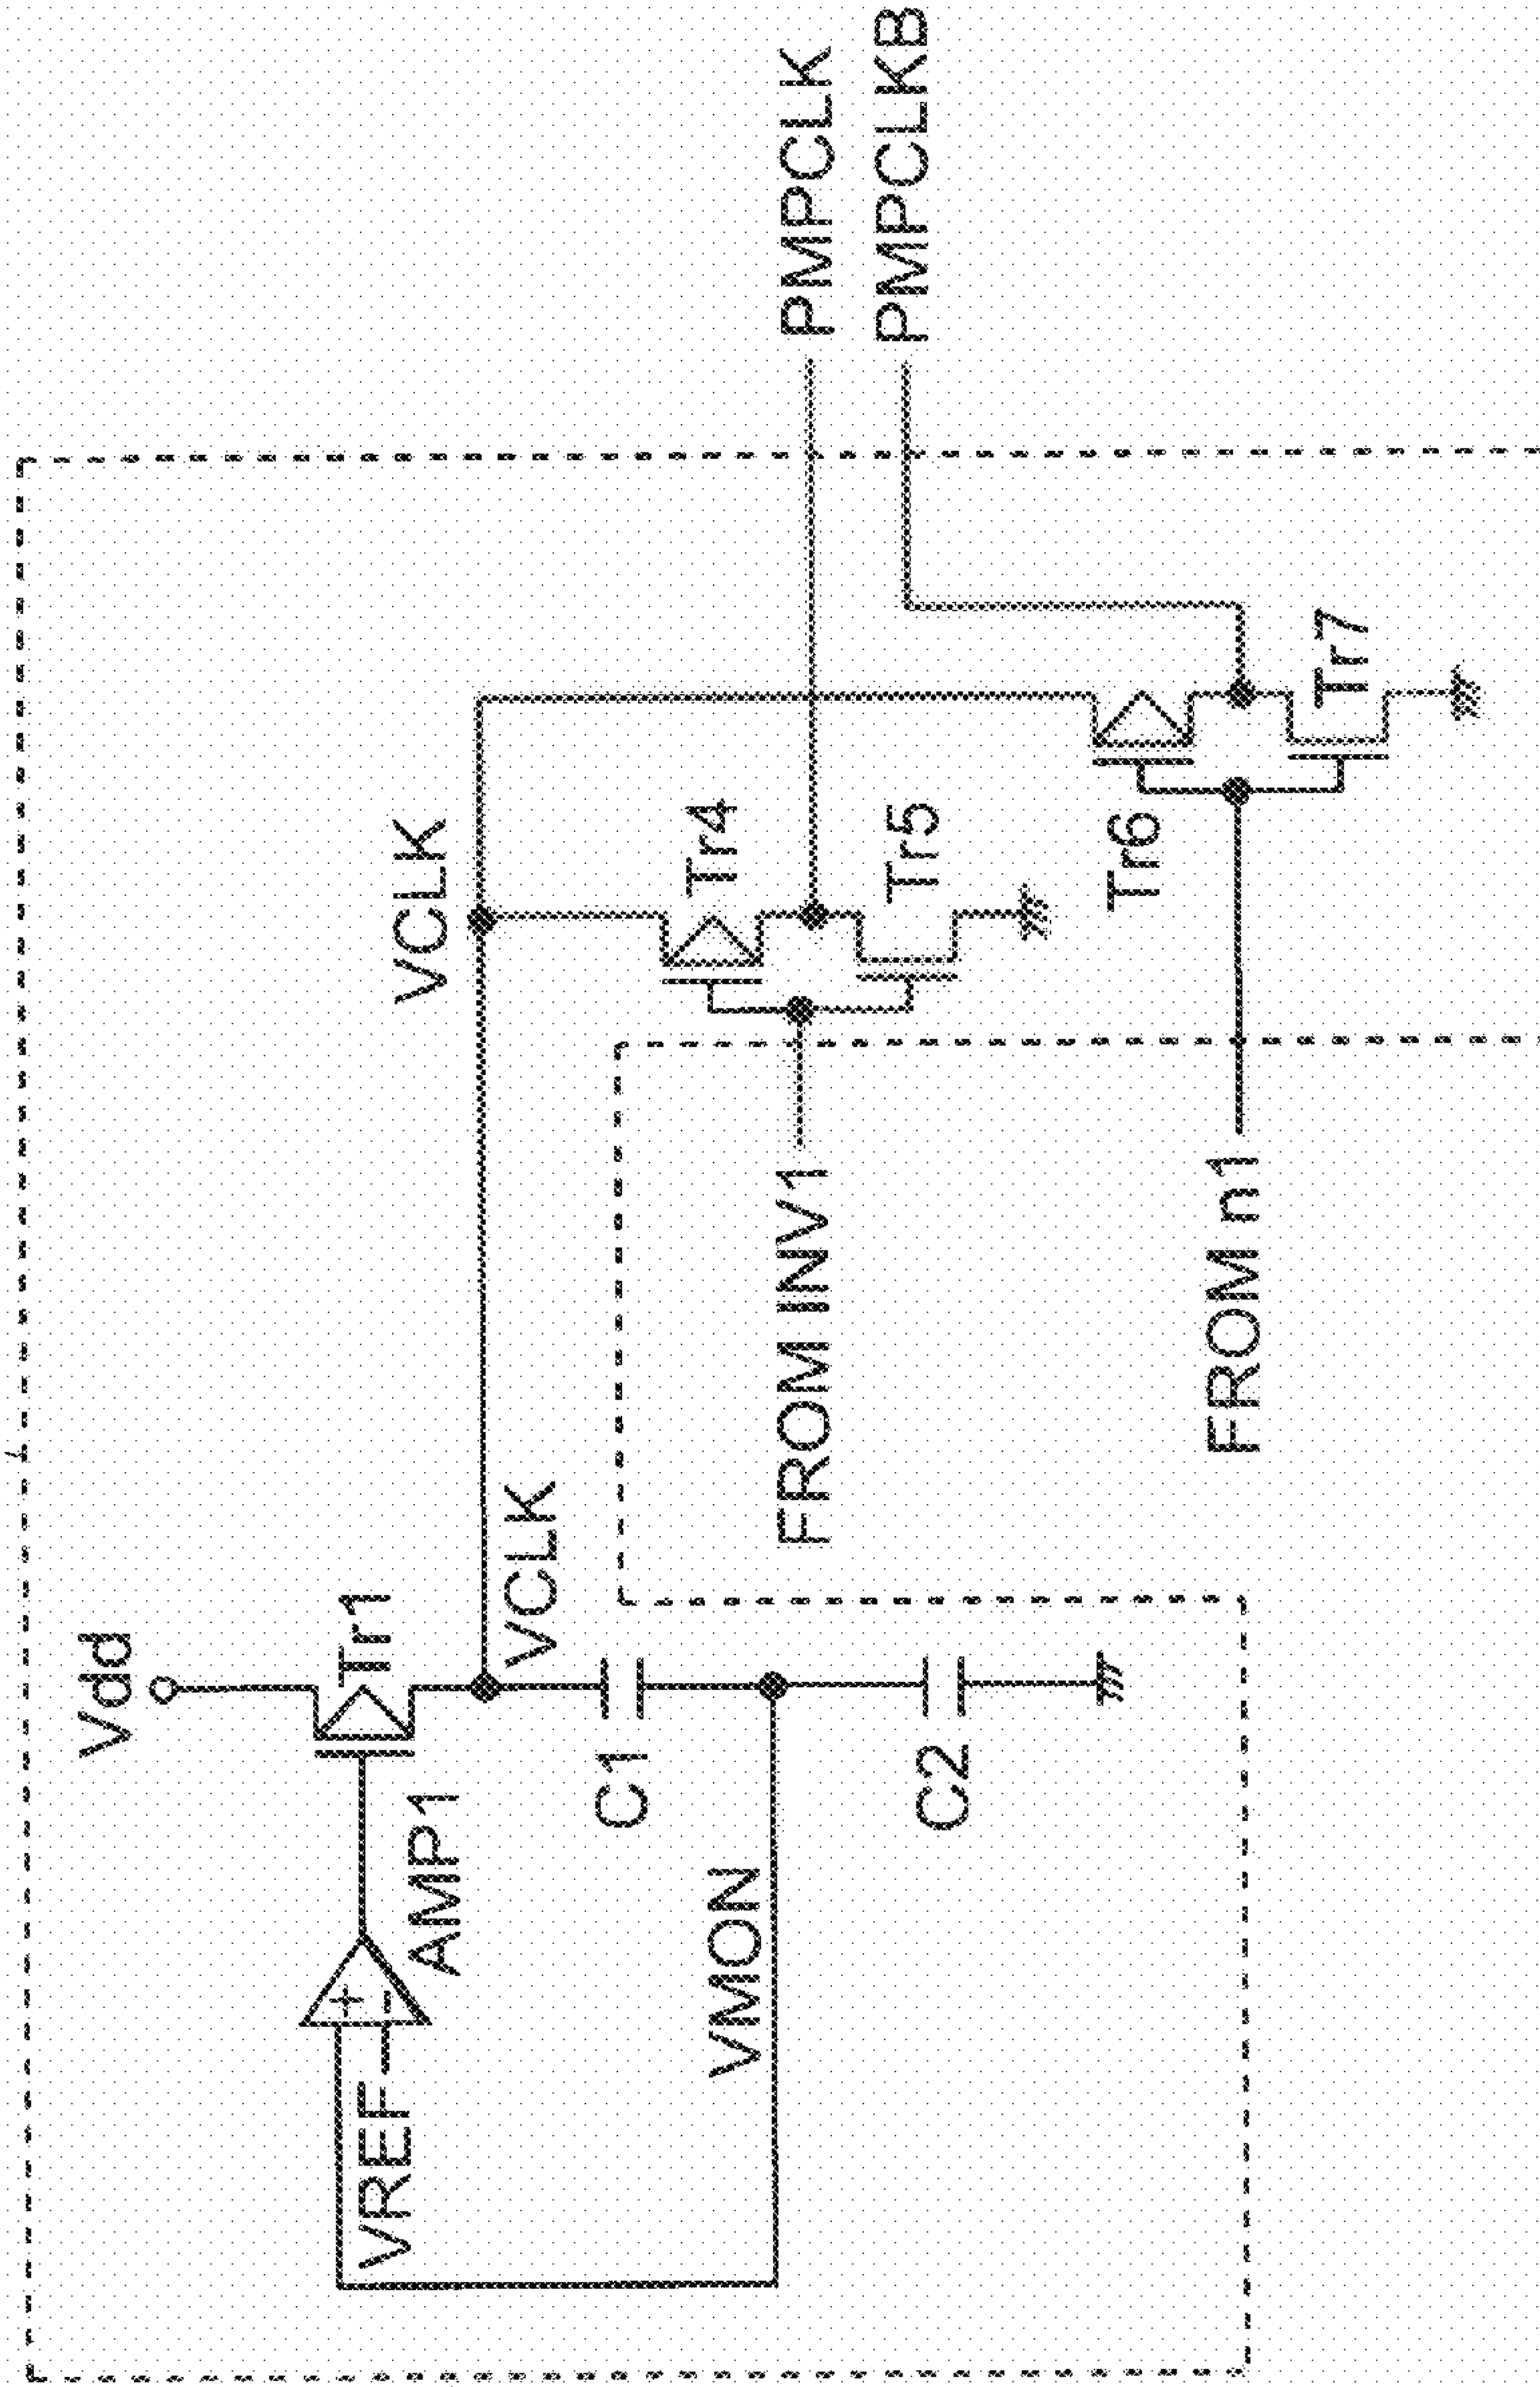 Vdd
Tr1
AMP1
+
-
VREF
VCLK
VCLK
C1
VMON
C2
Tr4
Tr5
FROM INV1
PMPCLK
PMPCLKB
Tr6
Tr7
FROM n1